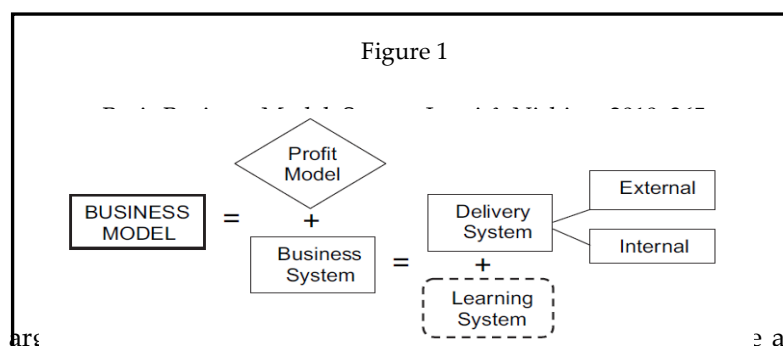 Figure 1
Profit
Model
BUSINESS
MODEL
=
+
Business
System
=
Delivery
System
External
Internal
+
Learning
System